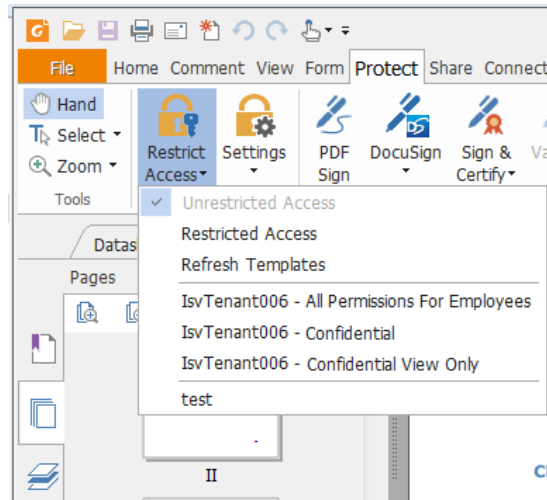 File Home Comment View Form Protect Share Connect
Hand
Select
Zoom
Tools
Restrict Access
Settings
PDF Sign
DocuSign
Sign & Certify
Unrestricted Access
Restricted Access
Refresh Templates
IsvTenant006 - All Permissions For Employees
IsvTenant006 - Confidential
IsvTenant006 - Confidential View Only
test
Pages
II